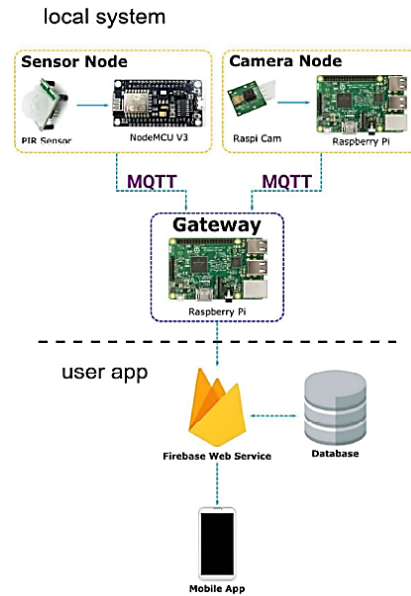 local system
Sensor Node
Camera Node
PIR Sensor
NodeMCU V3
Raspi Cam
Raspberry Pi
MQTT
MQTT
Gateway
Raspberry Pi
user app
Firebase Web Service
Database
Mobile App